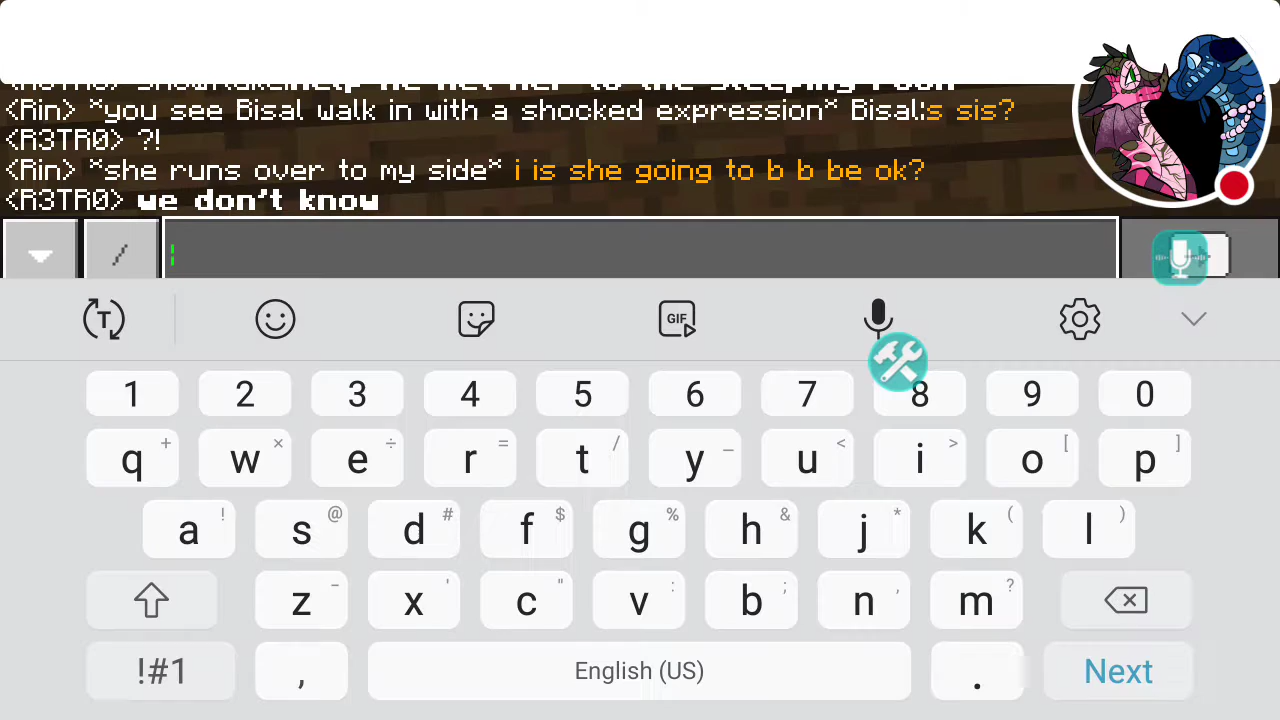 <Rin> *you see Bisal walk in with a shocked expression* Bisal:s sis?
<R3TR0> ?!
<Rin> *she runs over to my side* i is she going to b b be ok?
<R3TR0> we don't know
/
T
GIF
1 2 3 4 5 6 7 8 9 0
q + w × e ÷ r = t / y _ u < i > o [ p ]
a ! s @ d # f $ g % h & j * k ( l )
z - x ' c " v : b ; n , m ?
!#1 , English (US) . Next